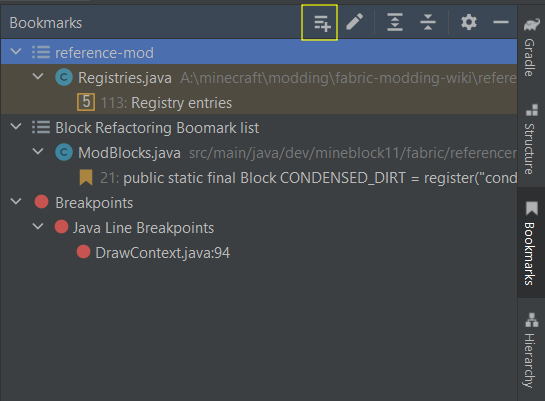 Bookmarks
reference-mod
Registries.java A:\minecraft\modding\fabric-modding-wiki\refere
5 113: Registry entries
Block Refactoring Boomark list
ModBlocks.java src/main/java/dev/mineblock11/fabric/referencer
21: public static final Block CONDENSED_DIRT = register("cond
Breakpoints
Java Line Breakpoints
DrawContext.java:94
Gradle
Structure
Bookmarks
Hierarchy